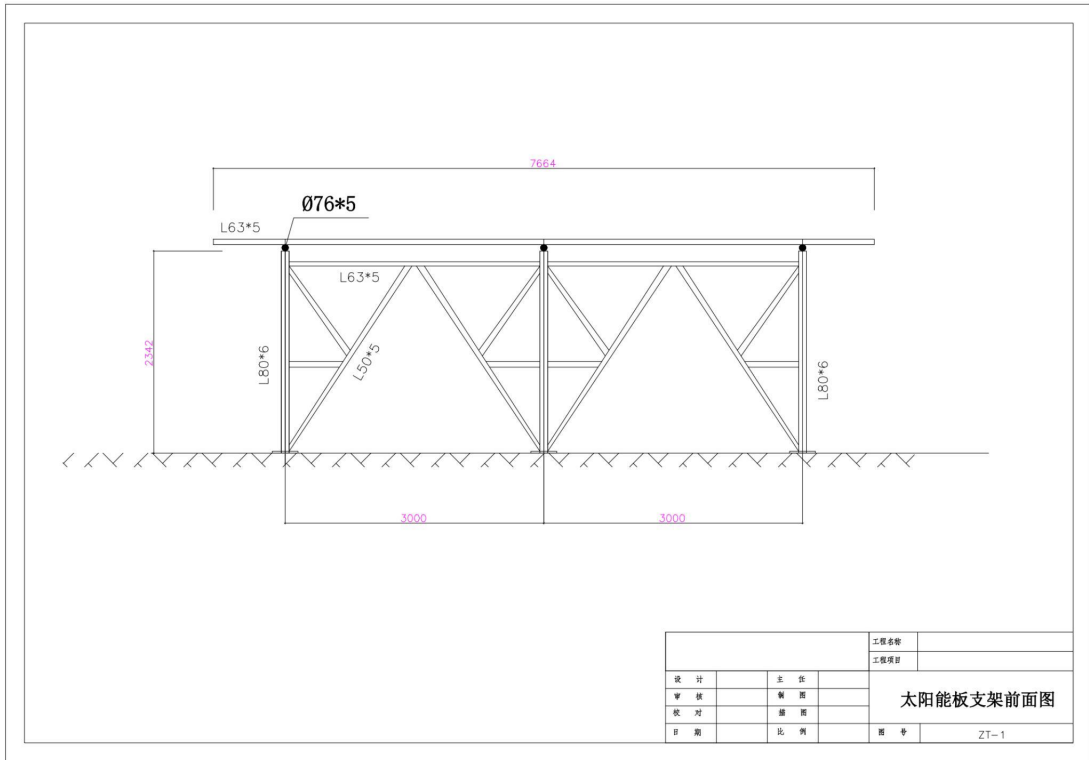 7664
Ø76*5
L63*5
L63*5
2342
L80*6
L50*5
L80*6
3000
3000
工程名称
工程项目
设 计
主 任
审 核
制 图
校 对
描 图
日 期
比 例
太阳能板支架前面图
图 号
ZT-1